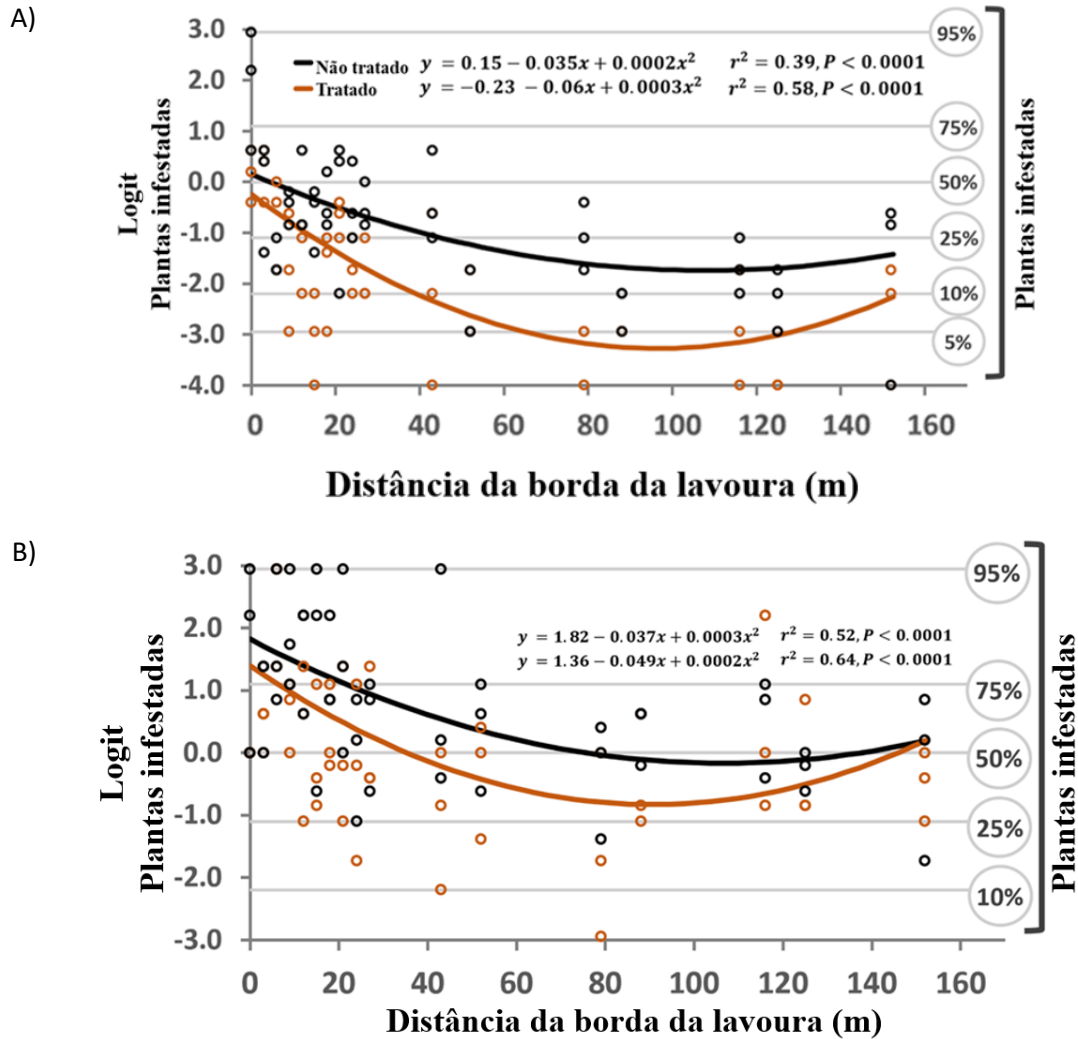 A)
Logit
Plantas infestadas
3.0
2.0
1.0
0.0
-1.0
-2.0
-3.0
-4.0
Não tratado y = 0.15 − 0.035x + 0.0002x² r² = 0.39, P < 0.0001
Tratado y = −0.23 − 0.06x + 0.0003x² r² = 0.58, P < 0.0001
95%
75%
50%
25%
10%
5%
Plantas infestadas
0 20 40 60 80 100 120 140 160
Distância da borda da lavoura (m)
B)
Logit
Plantas infestadas
3.0
2.0
1.0
0.0
-1.0
-2.0
-3.0
y = 1.82 − 0.037x + 0.0003x² r² = 0.52, P < 0.0001
y = 1.36 − 0.049x + 0.0002x² r² = 0.64, P < 0.0001
95%
75%
50%
25%
10%
Plantas infestadas
0 20 40 60 80 100 120 140 160
Distância da borda da lavoura (m)